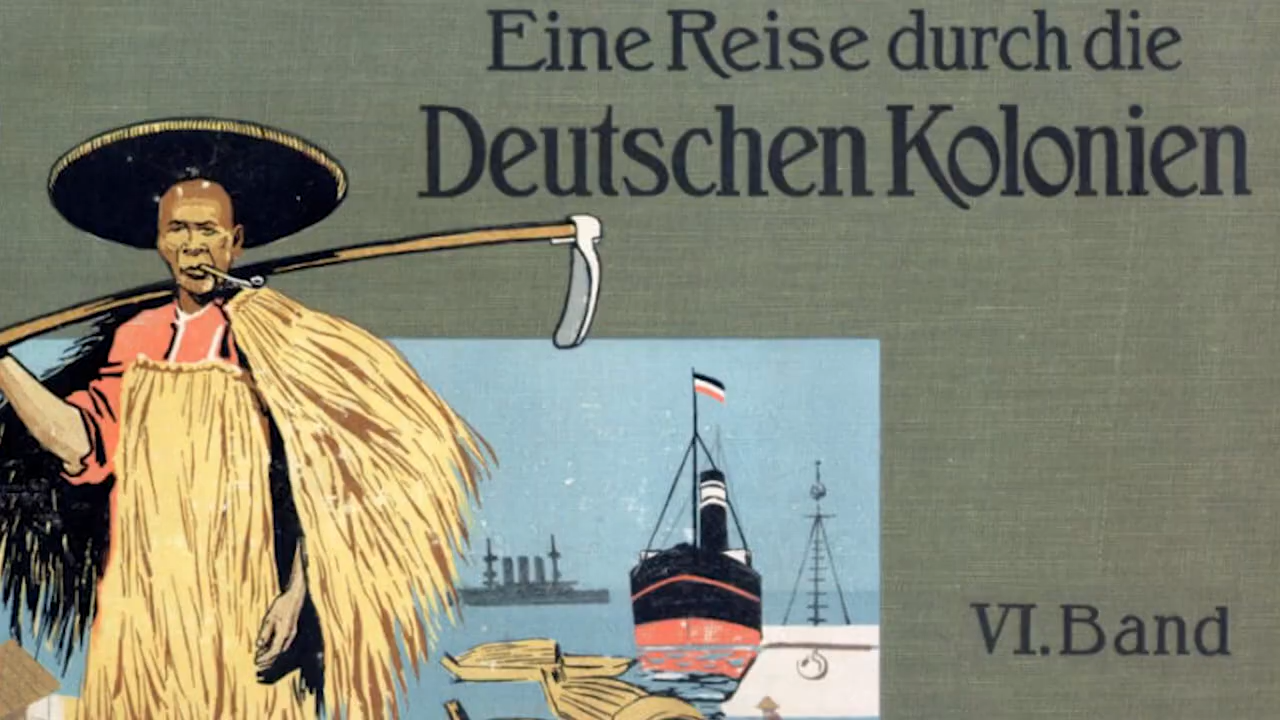 Eine Reise durch die
Deutschen Kolonien
VI. Band